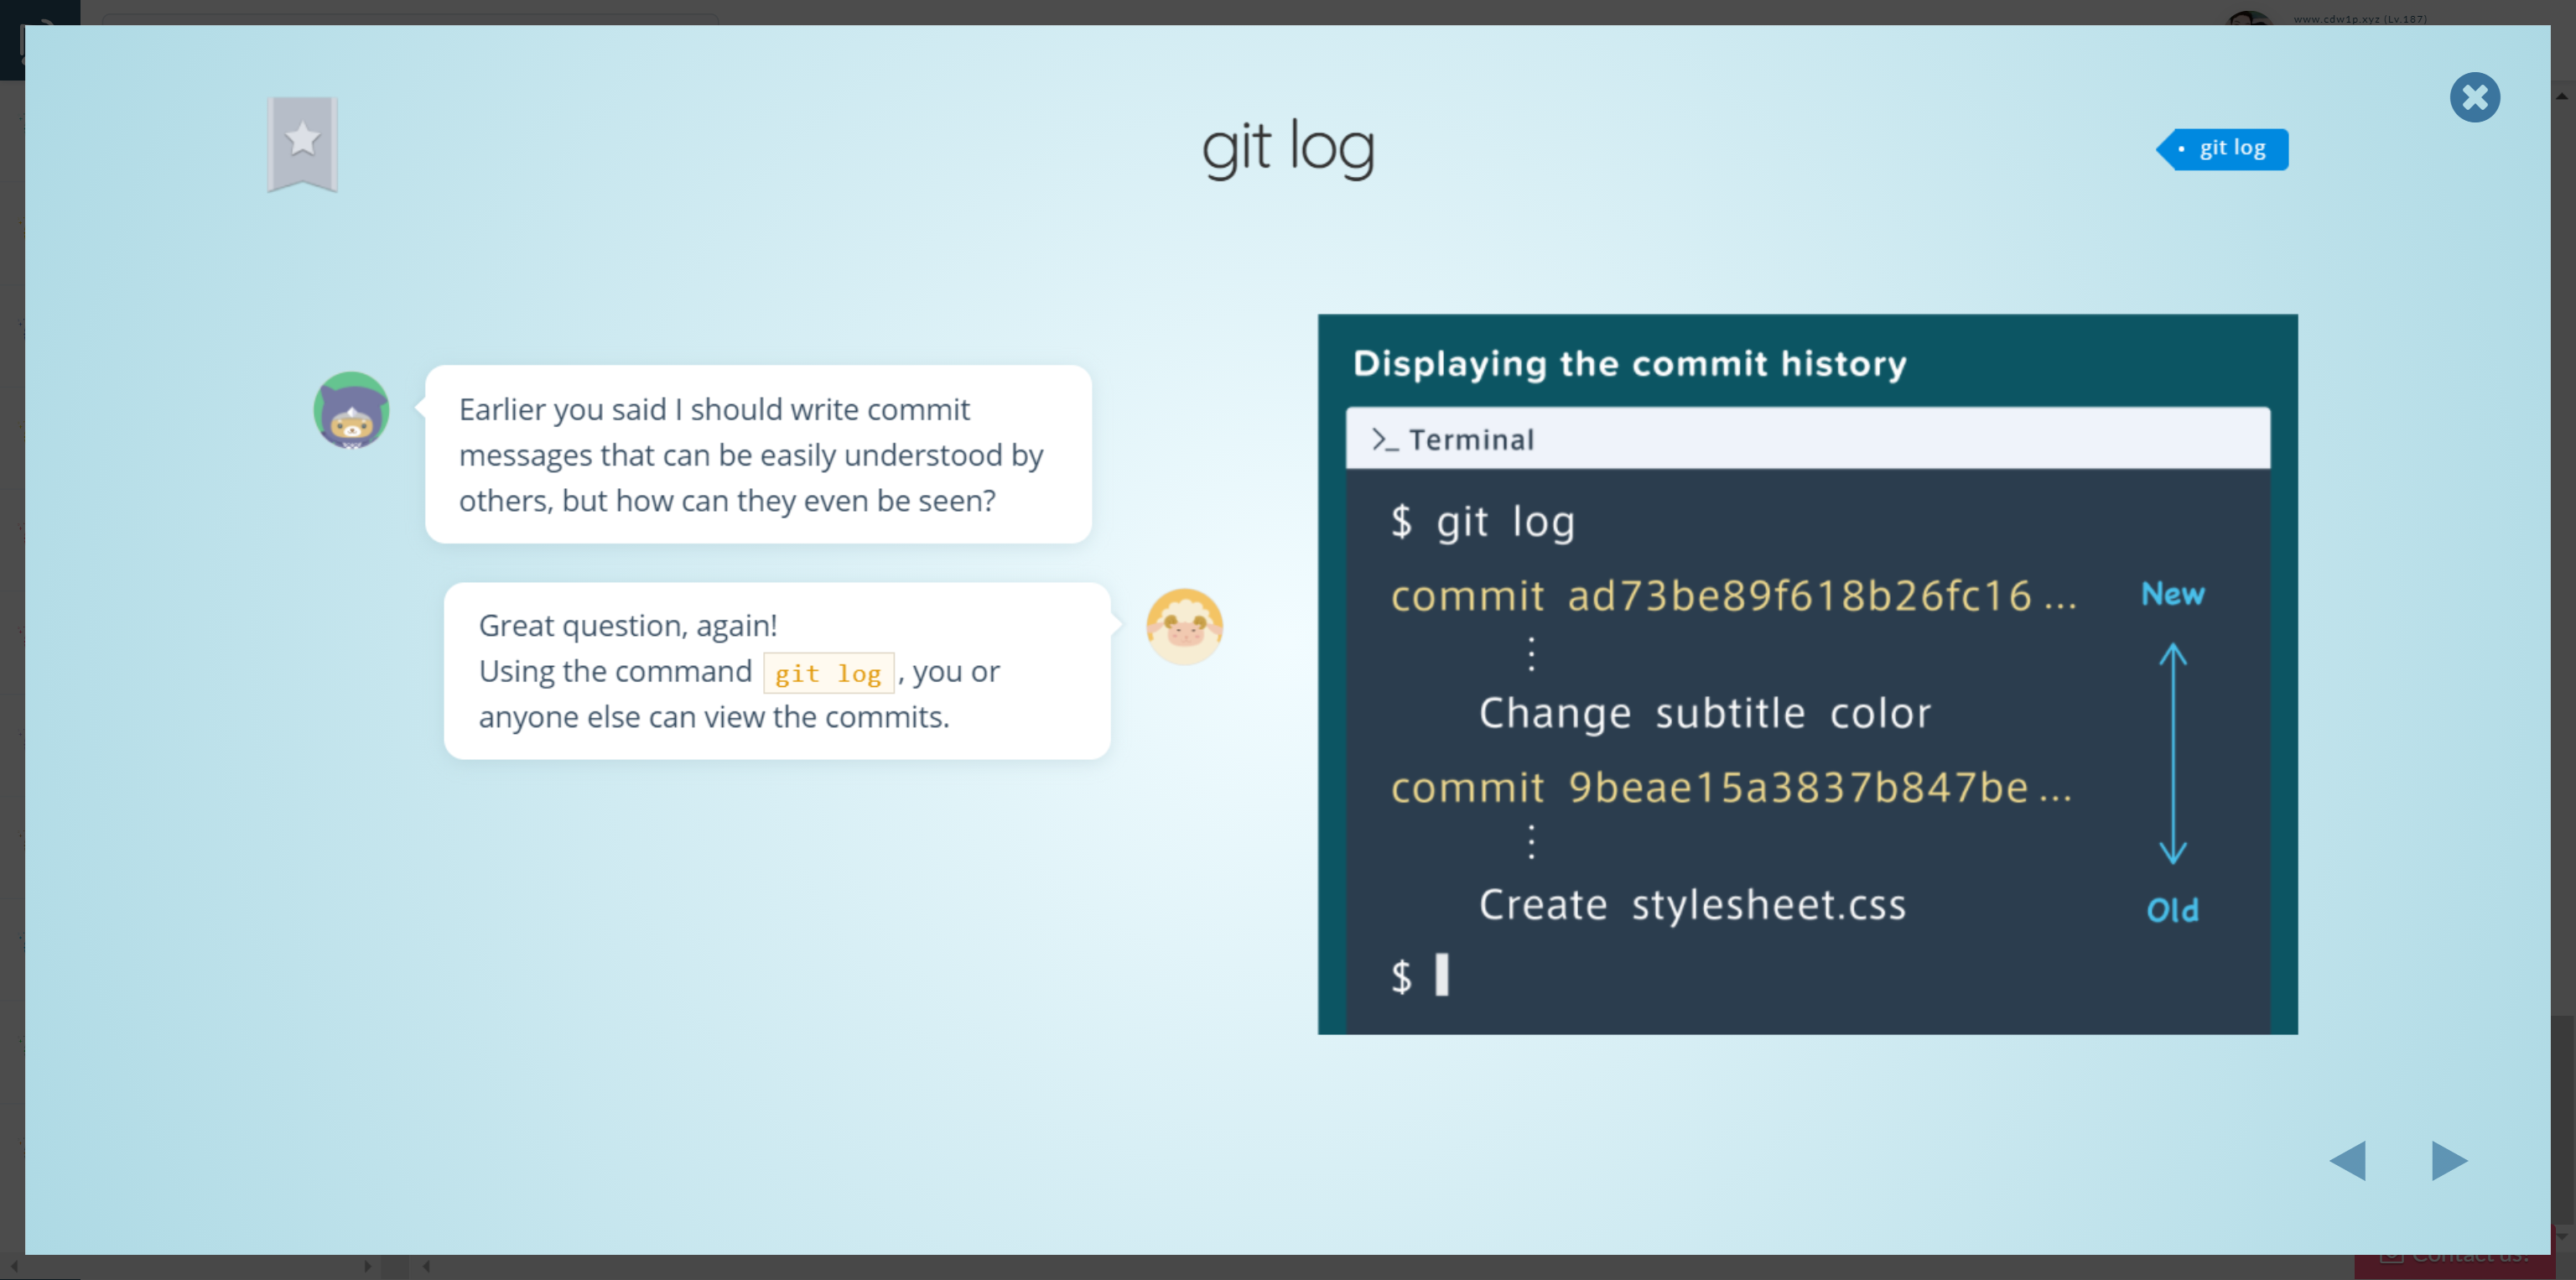 www.cdw1p.xyz (Lv.187)
git log
git log
Earlier you said I should write commit
messages that can be easily understood by
others, but how can they even be seen?
Great question, again!
Using the command git log, you or
anyone else can view the commits.
Displaying the commit history
>_ Terminal
$ git log
commit ad73be89f618b26fc16...
New
⋮
Change subtitle color
commit 9beae15a3837b847be...
⋮
Create stylesheet.css
Old
$
Contact us!